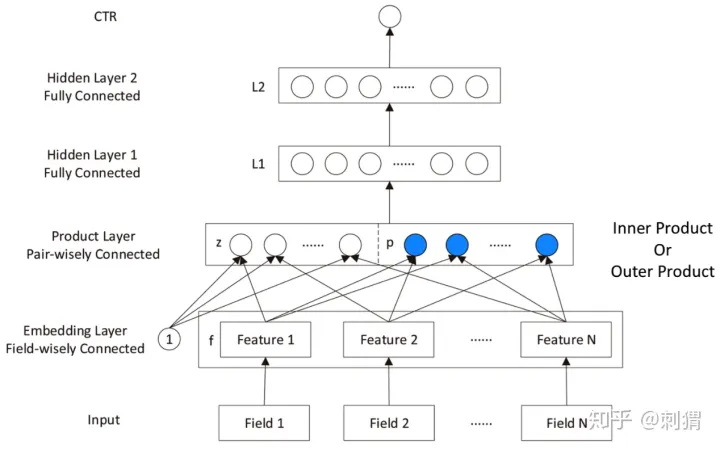 CTR
Hidden Layer 2
Fully Connected
L2
......
Hidden Layer 1
Fully Connected
L1
......
Product Layer
Pair-wisely Connected
z
......
p
......
Inner Product
Or
Outer Product
Embedding Layer
Field-wisely Connected
1
f
Feature 1
Feature 2
......
Feature N
Input
Field 1
Field 2
......
Field N
知乎 @刺猬